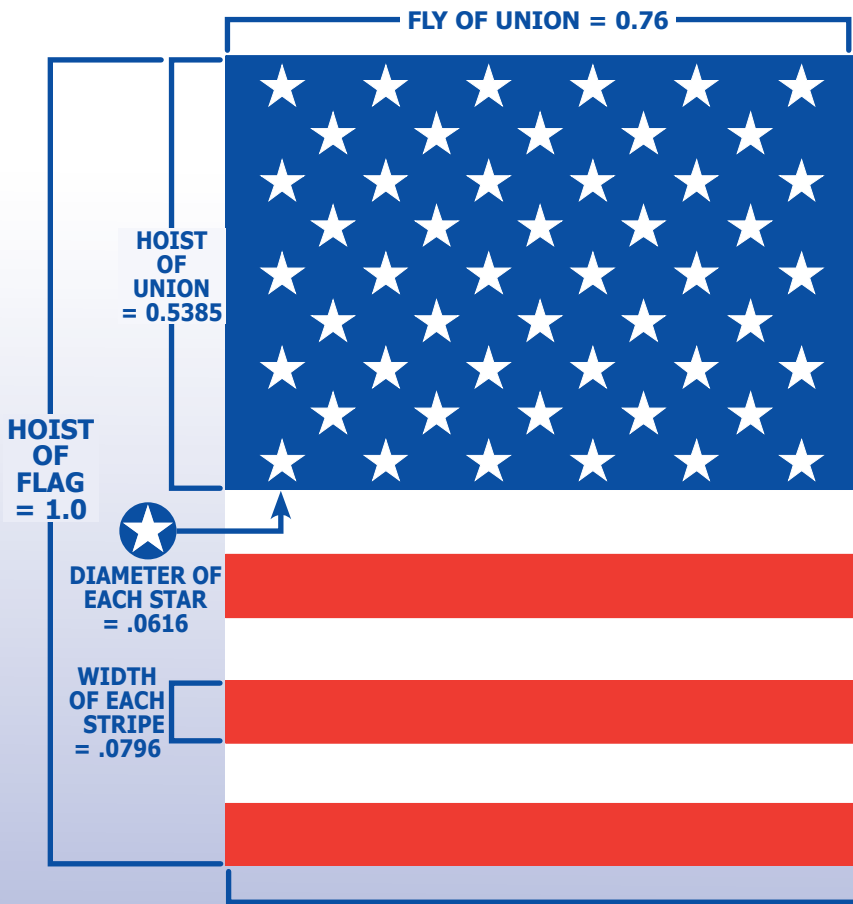 FLY OF UNION = 0.76
HOIST
OF
UNION
= 0.5385
HOIST
OF
FLAG
= 1.0
DIAMETER OF
EACH STAR
= .0616
WIDTH
OF EACH
STRIPE
= .0796